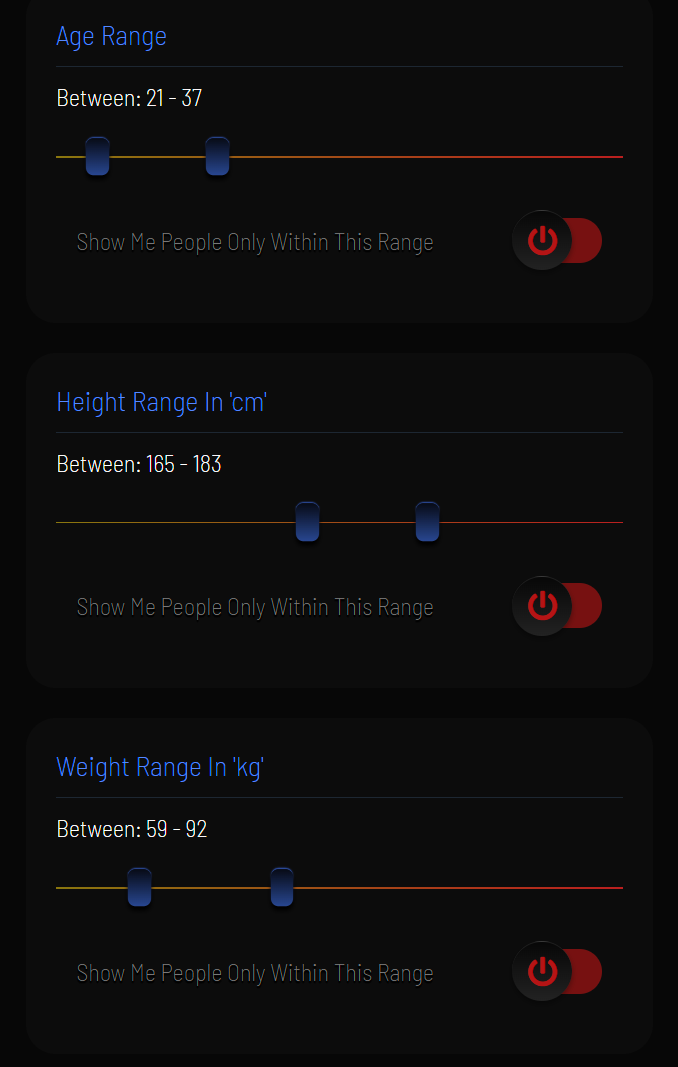 Age Range
Between: 21 - 37
Show Me People Only Within This Range
Height Range In 'cm'
Between: 165 - 183
Show Me People Only Within This Range
Weight Range In 'kg'
Between: 59 - 92
Show Me People Only Within This Range